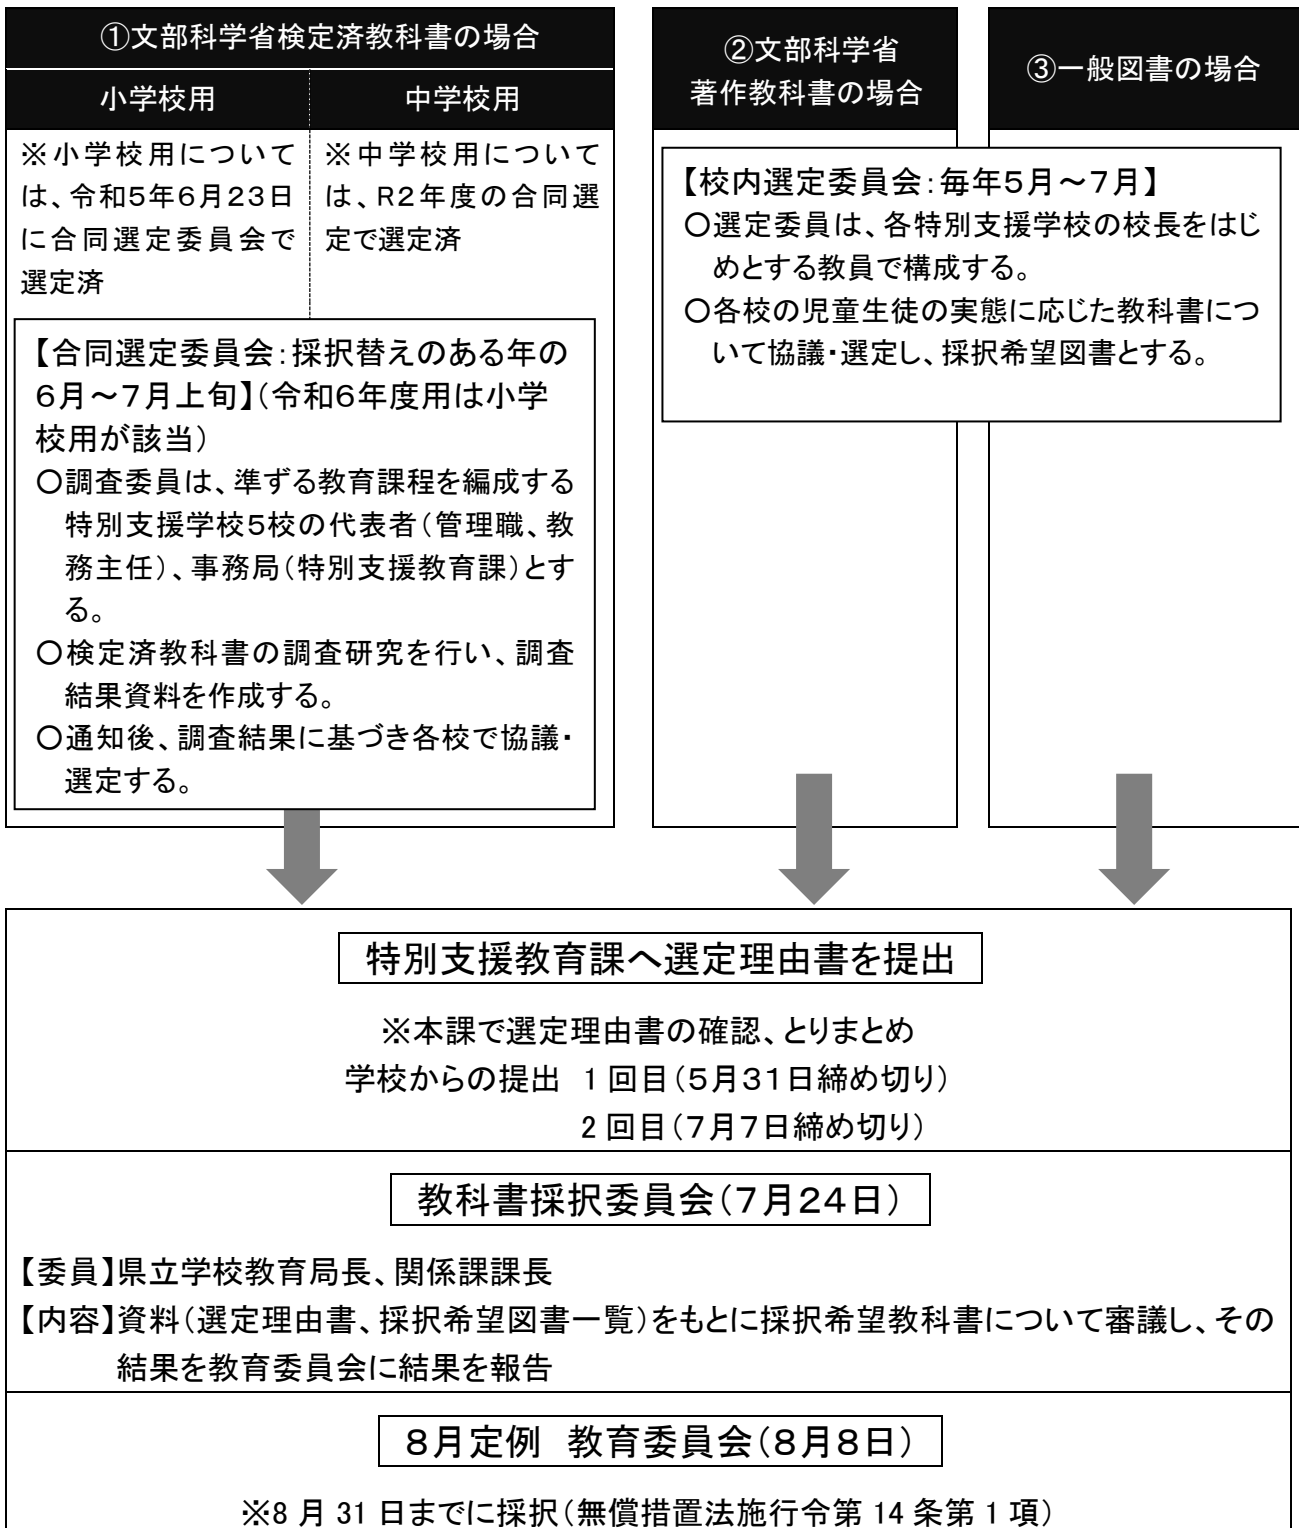 ①文部科学省検定済教科書の場合
小学校用
中学校用
※小学校用について
は、令和5年6月23日
に合同選定委員会で
選定済
※中学校用について
は、R2年度の合同選
定で選定済
【合同選定委員会：採択替えのある年の
6月～7月上旬】（令和6年度用は小学
校用が該当）
〇調査委員は、準ずる教育課程を編成する
特別支援学校5校の代表者（管理職、教
務主任）、事務局（特別支援教育課）とす
る。
〇検定済教科書の調査研究を行い、調査
結果資料を作成する。
〇通知後、調査結果に基づき各校で協議・
選定する。
②文部科学省
著作教科書の場合
③一般図書の場合
【校内選定委員会：毎年5月～7月】
〇選定委員は、各特別支援学校の校長をはじ
めとする教員で構成する。
〇各校の児童生徒の実態に応じた教科書につ
いて協議・選定し、採択希望図書とする。
特別支援教育課へ選定理由書を提出
※本課で選定理由書の確認、とりまとめ
学校からの提出　1回目（5月31日締め切り）
2回目（7月7日締め切り）
教科書採択委員会（7月24日）
【委員】県立学校教育局長、関係課課長
【内容】資料（選定理由書、採択希望図書一覧）をもとに採択希望教科書について審議し、その
結果を教育委員会に結果を報告
8月定例　教育委員会（8月8日）
※8月31日までに採択（無償措置法施行令第14条第1項）